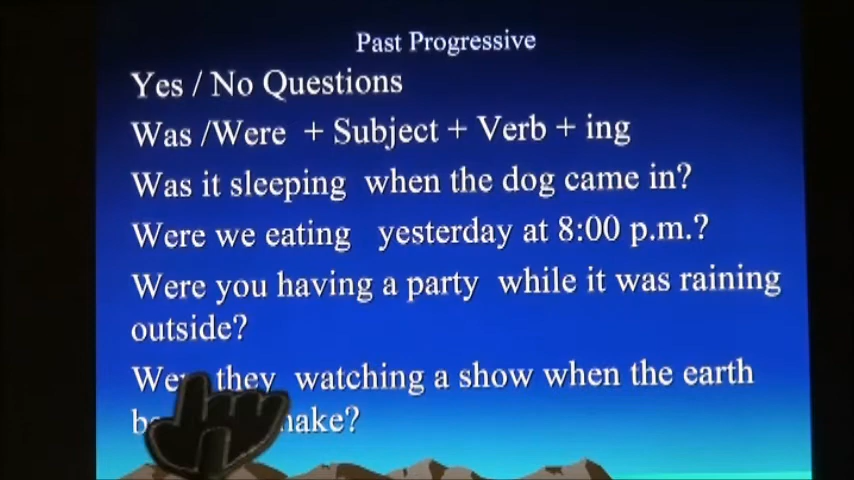 Past Progressive
Yes / No Questions
Was /Were + Subject + Verb + ing
Was it sleeping when the dog came in?
Were we eating yesterday at 8:00 p.m.?
Were you having a party while it was raining
outside?
they watching a show when the earth